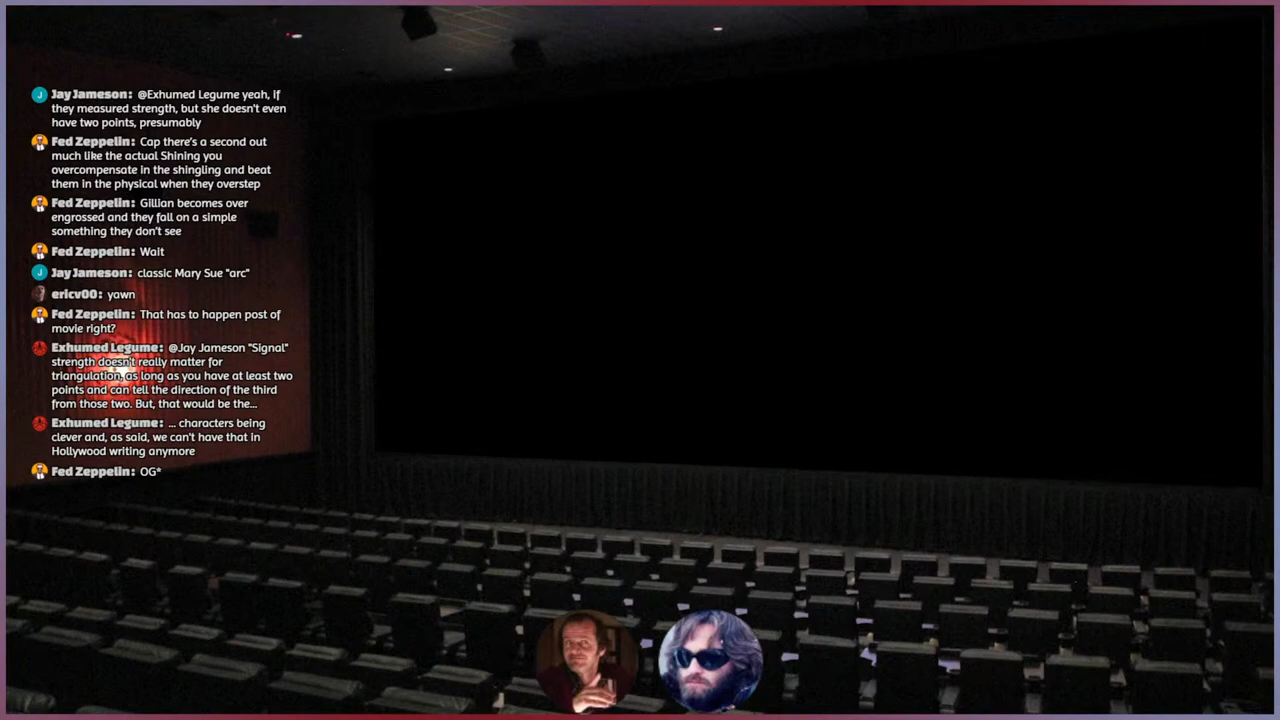 J Jay Jameson: @Exhumed Legume yeah, if
they measured strength, but she doesn't even
have two points, presumably
Fed Zeppelin: Cap there's a second out
much like the actual Shining you
overcompensate in the shingling and beat
them in the physical when they overstep
Fed Zeppelin: Gillian becomes over
engrossed and they fall on a simple
something they don't see
Fed Zeppelin: Wait
J Jay Jameson: classic Mary Sue "arc"
ericv00: yawn
Fed Zeppelin: That has to happen post of
movie right?
Exhumed Legume: @Jay Jameson "Signal"
strength doesn't really matter for
triangulation, as long as you have at least two
points and can tell the direction of the third
from those two. But, that would be the...
Exhumed Legume: ... characters being
clever and, as said, we can't have that in
Hollywood writing anymore
Fed Zeppelin: OG*